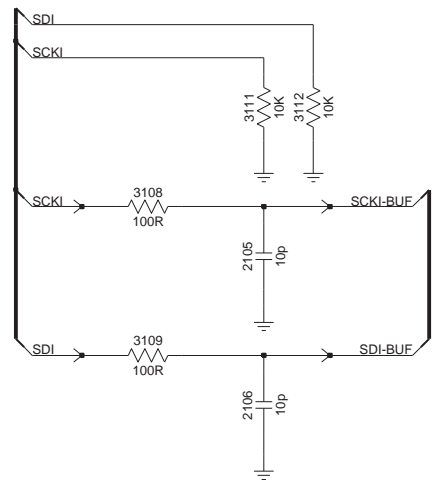 SDI
SCKI
3111
10K
3112
10K
SCKI
3108
100R
SCKI-BUF
2105
10p
SDI
3109
100R
SDI-BUF
2106
10p